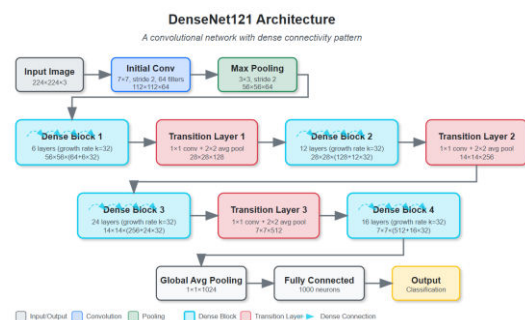 DenseNet121 Architecture
A convolutional network with dense connectivity pattern
Input Image
224×224×3
Initial Conv
7×7, stride 2, 64 filters
112×112×64
Max Pooling
3×3, stride 2
56×56×64
Dense Block 1
6 layers (growth rate k=32)
56×56×(64+6×32)
Transition Layer 1
1×1 conv + 2×2 avg pool
28×28×128
Dense Block 2
12 layers (growth rate k=32)
28×28×(128+12×32)
Transition Layer 2
1×1 conv + 2×2 avg pool
14×14×256
Dense Block 3
24 layers (growth rate k=32)
14×14×(256+24×32)
Transition Layer 3
1×1 conv + 2×2 avg pool
7×7×512
Dense Block 4
16 layers (growth rate k=32)
7×7×(512+16×32)
Global Avg Pooling
1×1×1024
Fully Connected
1000 neurons
Output
Classification
Input/Output
Convolution
Pooling
Dense Block
Transition Layer
Dense Connection